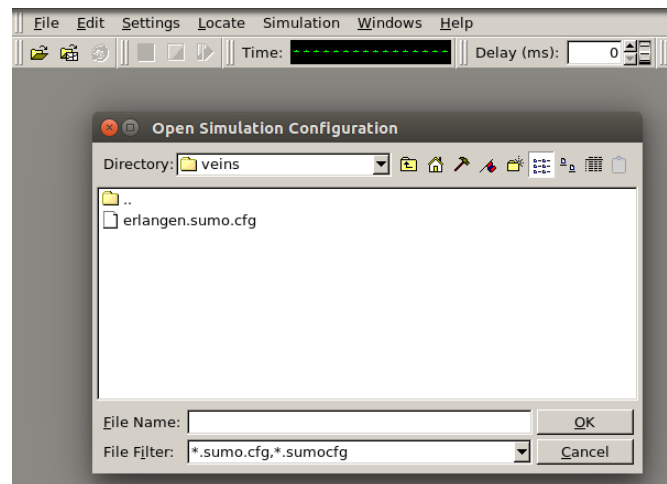 File Edit Settings Locate Simulation Windows Help
Time: Delay (ms): 0
Open Simulation Configuration
Directory: veins
..
erlangen.sumo.cfg
File Name: OK
File Filter: *.sumo.cfg,*.sumocfg Cancel